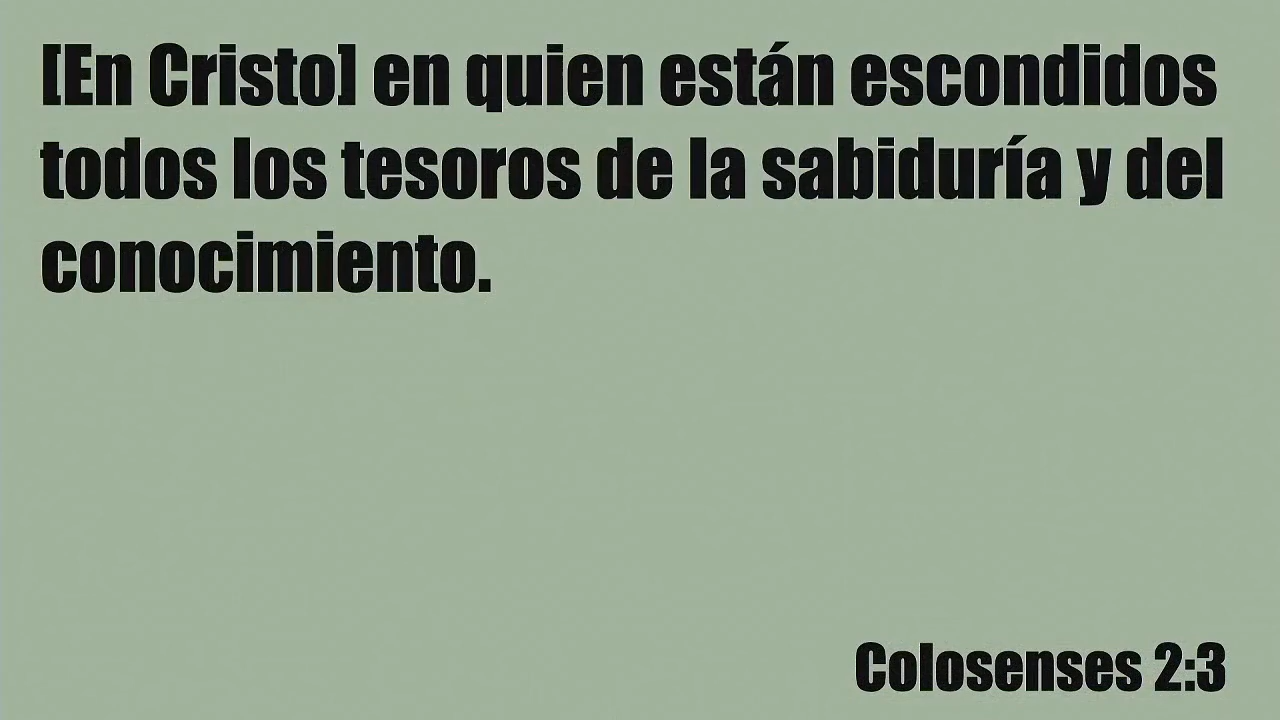 [En Cristo] en quien están escondidos
todos los tesoros de la sabiduría y del
conocimiento.
Colosenses 2:3